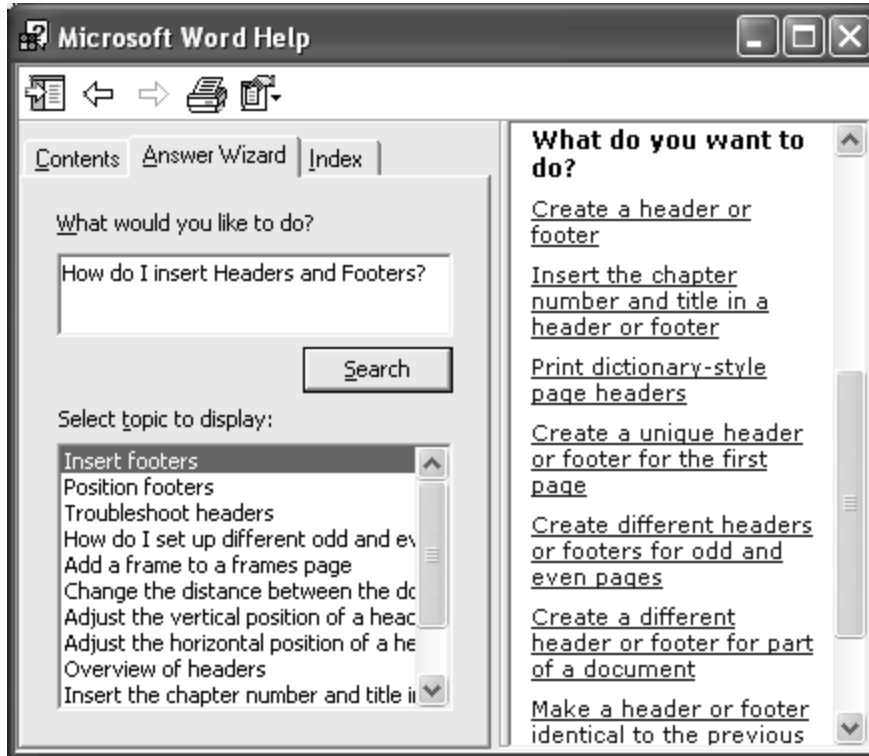 Microsoft Word Help
Contents
Answer Wizard
Index
What would you like to do?
How do I insert Headers and Footers?
Search
Select topic to display:
Insert footers
Position footers
Troubleshoot headers
How do I set up different odd and ev
Add a frame to a frames page
Change the distance between the do
Adjust the vertical position of a head
Adjust the horizontal position of a he
Overview of headers
Insert the chapter number and title in
What do you want to
do?
Create a header or
footer
Insert the chapter
number and title in a
header or footer
Print dictionary-style
page headers
Create a unique header
or footer for the first
page
Create different headers
or footers for odd and
even pages
Create a different
header or footer for part
of a document
Make a header or footer
identical to the previous